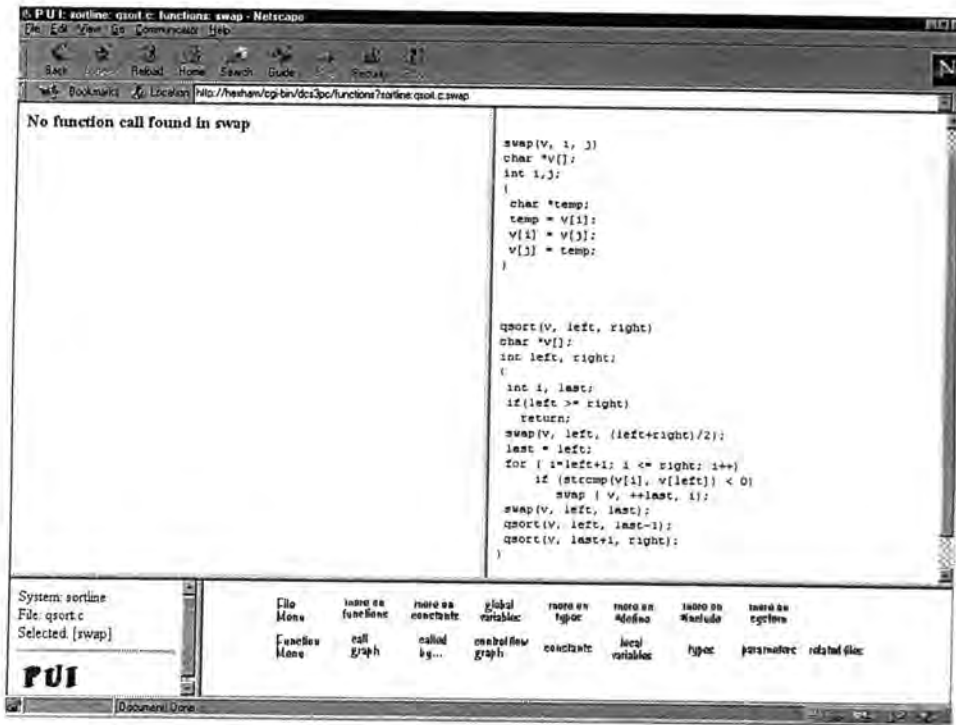 PUI: sortline: qsort.c: functions: swap - Netscape
File Edit View Go Communicator Help
Back Reload Home Search Guide Security
Bookmarks Location http://hexham/cgi-bin/dcs3pc/functions?sortline:qsort.c:swap
No function call found in swap
swap(v, i, j)
char *v[];
int i,j;
{
char *temp;
temp = v[i];
v[i] = v[j];
v[j] = temp;
}
qsort(v, left, right)
char *v[];
int left, right;
{
int i, last;
if(left >= right)
return;
swap(v, left, (left+right)/2);
last = left;
for ( i=left+1; i <= right; i++)
if (strcmp(v[i], v[left]) < 0)
swap ( v, ++last, i);
swap(v, left, last);
qsort(v, left, last-1);
qsort(v, last+1, right);
}
System: sortline
File: qsort.c
Selected: [swap]
PUI
File Menu more on functions more on constants global variables more on types more on #define more on #include more on system
Function Menu call graph called by... control flow graph constants local variables types parameters related files
Document: Done